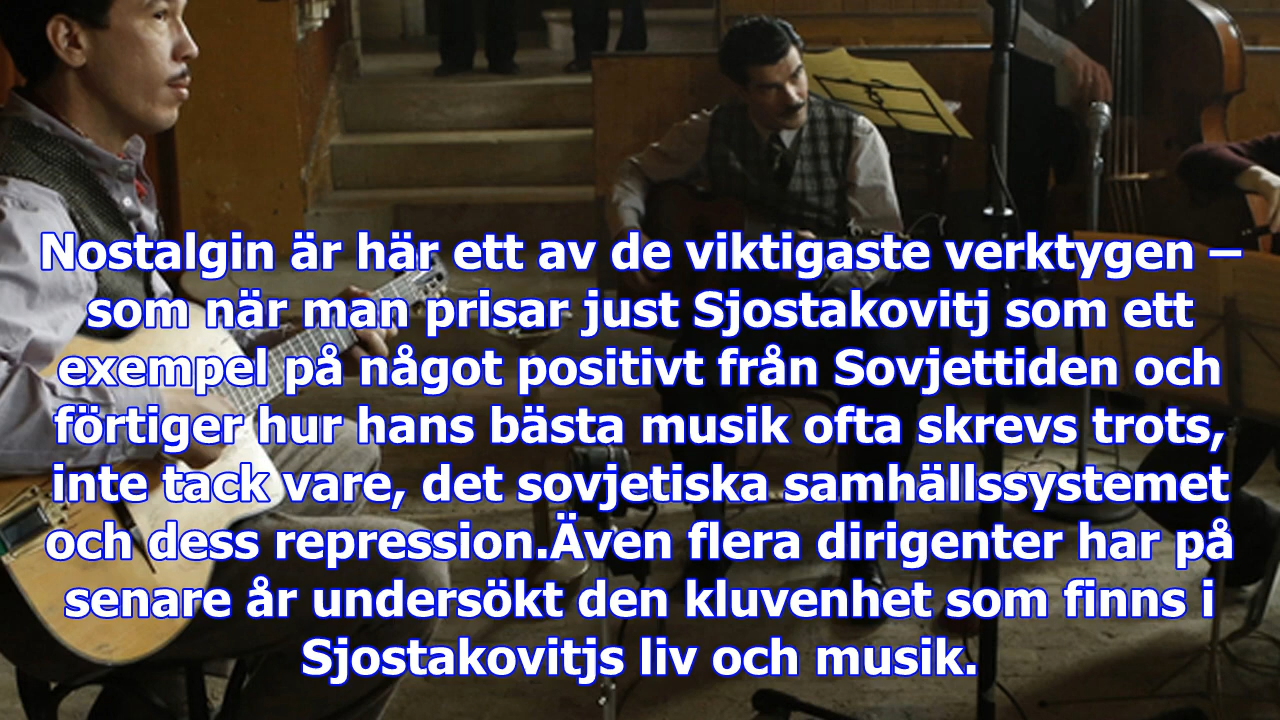 Nostalgin är här ett av de viktigaste verktygen –
som när man prisar just Sjostakovitj som ett
exempel på något positivt från Sovjettiden och
förtiger hur hans bästa musik ofta skrevs trots,
inte tack vare, det sovjetiska samhällssystemet
och dess repression.Även flera dirigenter har på
senare år undersökt den kluvenhet som finns i
Sjostakovitjs liv och musik.